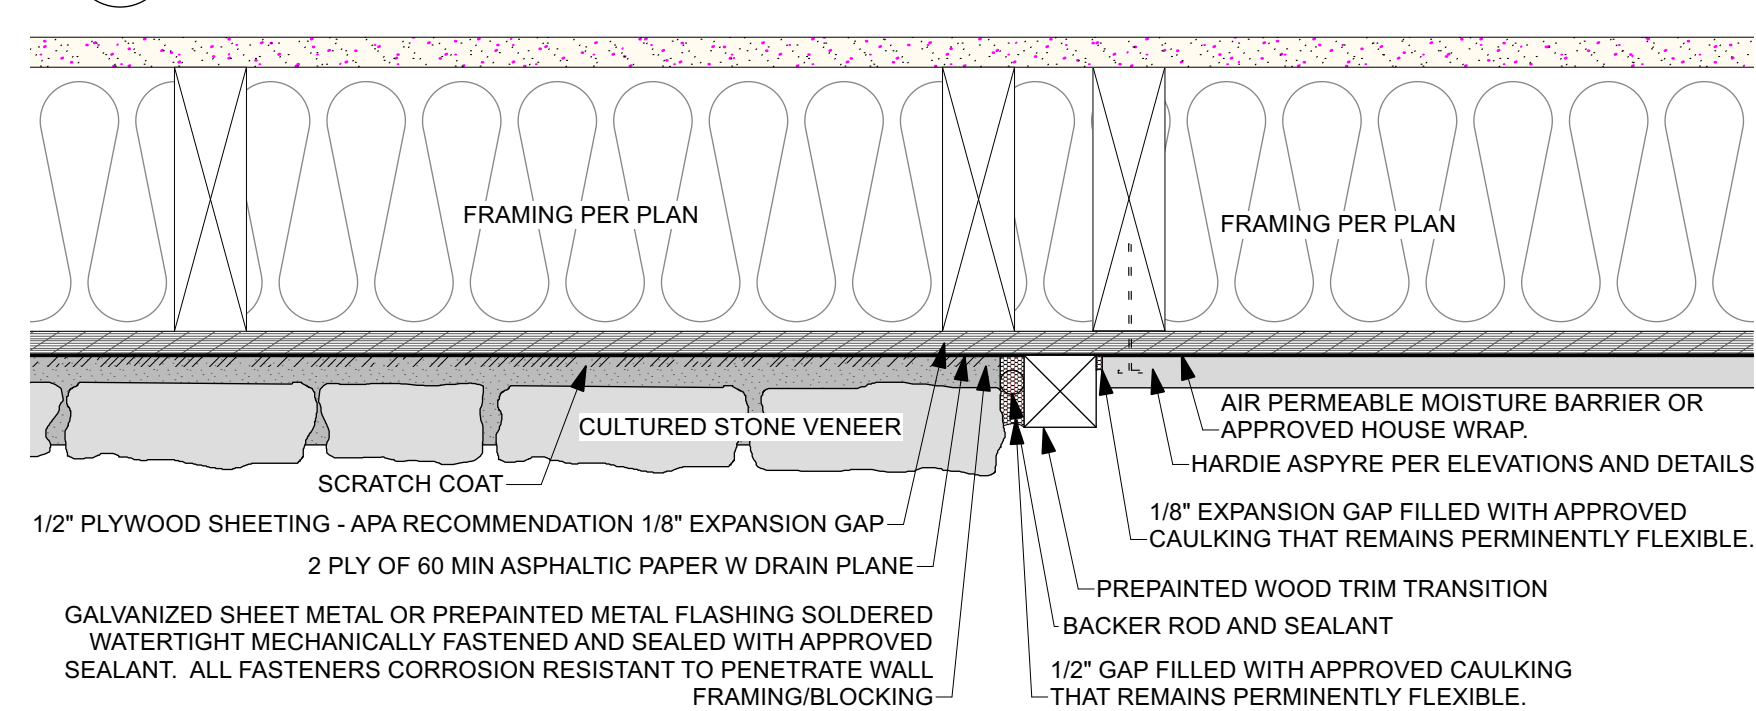 FRAMING PER PLAN
FRAMING PER PLAN
CULTURED STONE VENEER
SCRATCH COAT
1/2" PLYWOOD SHEETING - APA RECOMMENDATION 1/8" EXPANSION GAP
2 PLY OF 60 MIN ASPHALTIC PAPER W DRAIN PLANE
GALVANIZED SHEET METAL OR PREPAINTED METAL FLASHING SOLDERED
WATERTIGHT MECHANICALLY FASTENED AND SEALED WITH APPROVED
SEALANT. ALL FASTENERS CORROSION RESISTANT TO PENETRATE WALL
FRAMING/BLOCKING
AIR PERMEABLE MOISTURE BARRIER OR
APPROVED HOUSE WRAP.
HARDIE ASPYRE PER ELEVATIONS AND DETAILS
1/8" EXPANSION GAP FILLED WITH APPROVED
CAULKING THAT REMAINS PERMINENTLY FLEXIBLE.
PREPAINTED WOOD TRIM TRANSITION
BACKER ROD AND SEALANT
1/2" GAP FILLED WITH APPROVED CAULKING
THAT REMAINS PERMINENTLY FLEXIBLE.